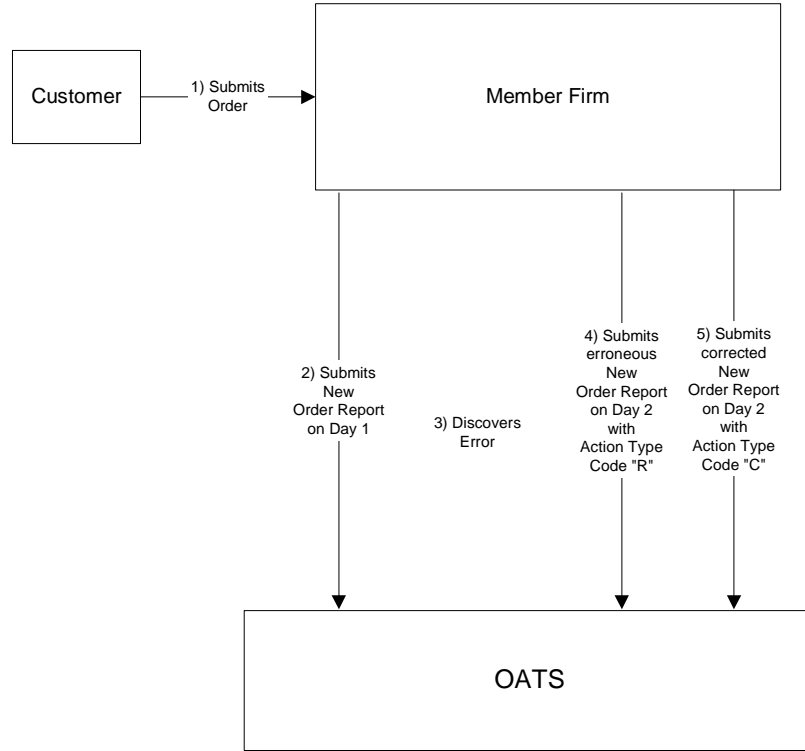 Customer
1) Submits
Order
Member Firm
2) Submits
New
Order Report
on Day 1
3) Discovers
Error
4) Submits
erroneous
New
Order Report
on Day 2
with
Action Type
Code "R"
5) Submits
corrected
New
Order Report
on Day 2
with
Action Type
Code "C"
OATS